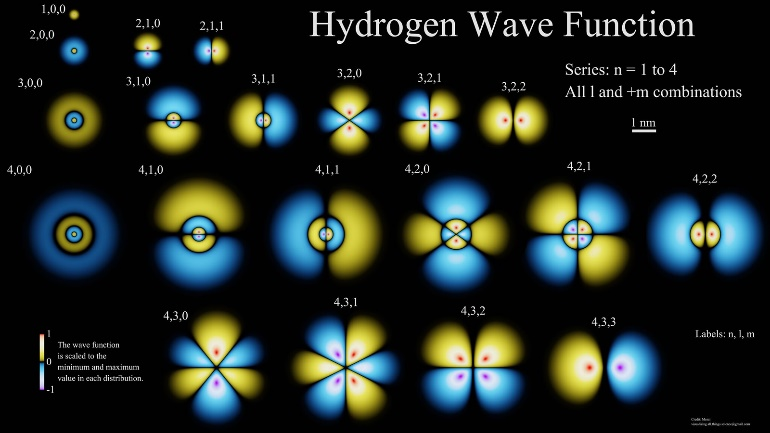 Hydrogen Wave Function
Series: n = 1 to 4
All l and +m combinations
1 nm
1,0,0
2,0,0
2,1,0
2,1,1
3,0,0
3,1,0
3,1,1
3,2,0
3,2,1
3,2,2
4,0,0
4,1,0
4,1,1
4,2,0
4,2,1
4,2,2
4,3,0
4,3,1
4,3,2
4,3,3
1
0
-1
The wave function
is scaled to the
minimum and maximum
value in each distribution.
Labels: n, l, m